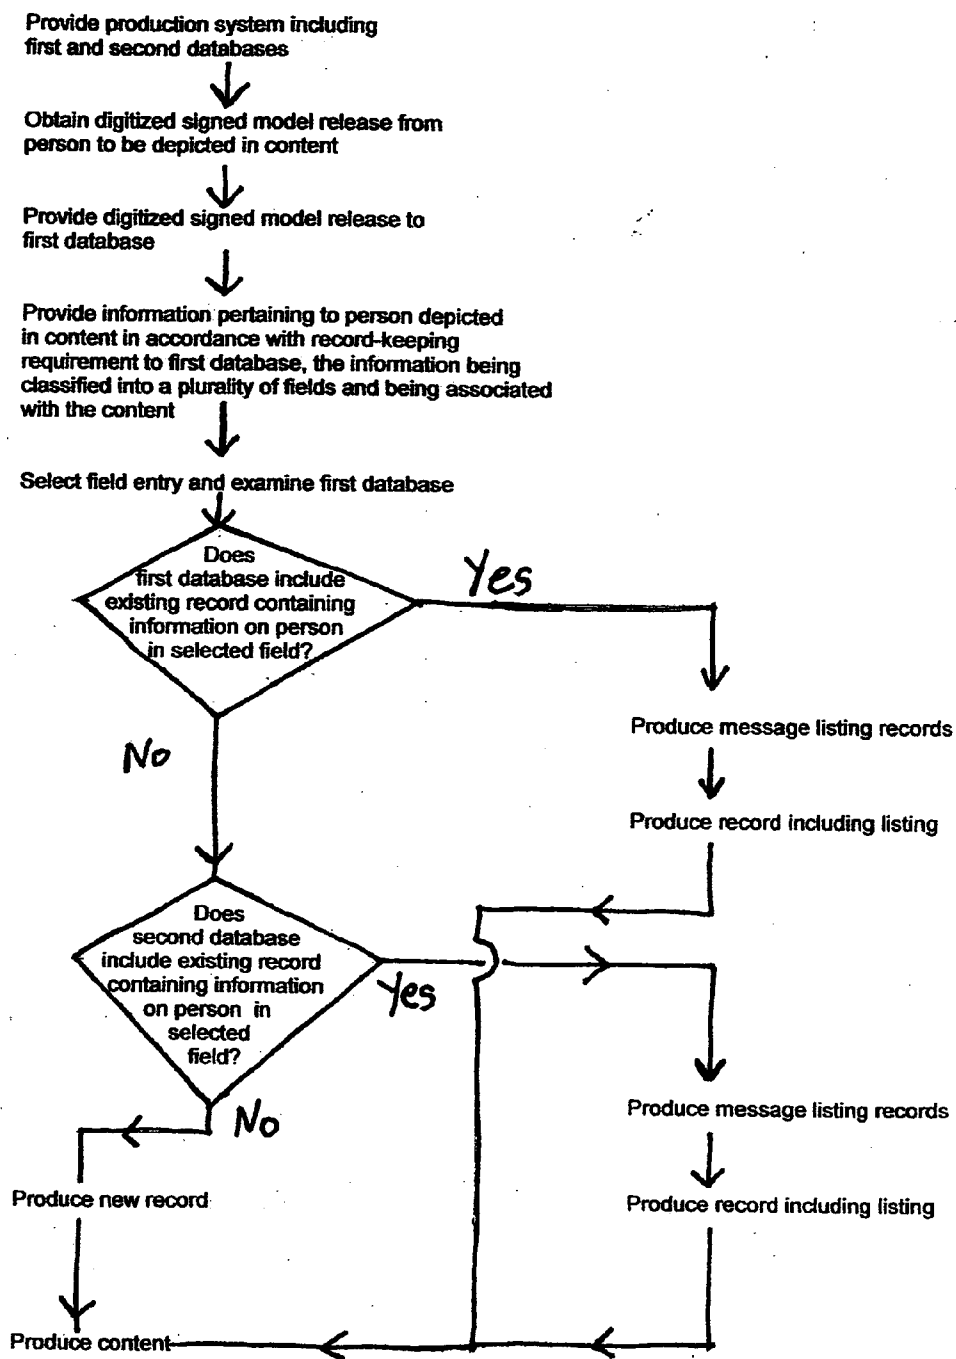 Provide production system including
first and second databases
Obtain digitized signed model release from
person to be depicted in content
Provide digitized signed model release to
first database
Provide information pertaining to person depicted
in content in accordance with record-keeping
requirement to first database, the information being
classified into a plurality of fields and being associated
with the content
Select field entry and examine first database
Does
first database include
existing record containing
information on person
in selected field?
Yes
No
Produce message listing records
Produce record including listing
Does
second database
include existing record
containing information
on person in
selected
field?
Yes
No
Produce message listing records
Produce record including listing
Produce new record
Produce content